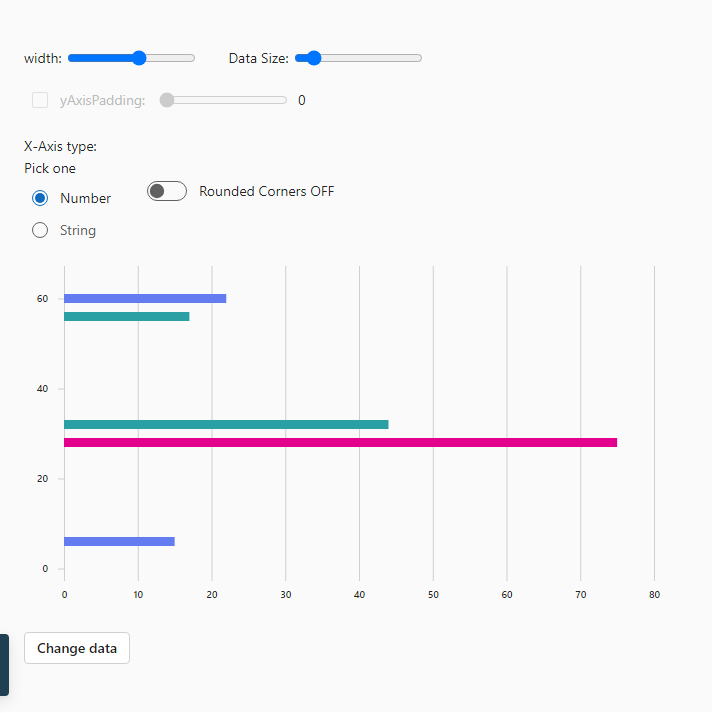 width: Data Size:
yAxisPadding: 0
X-Axis type:
Pick one
Number
Rounded Corners OFF
String
60
40
20
0
0 10 20 30 40 50 60 70 80
Change data